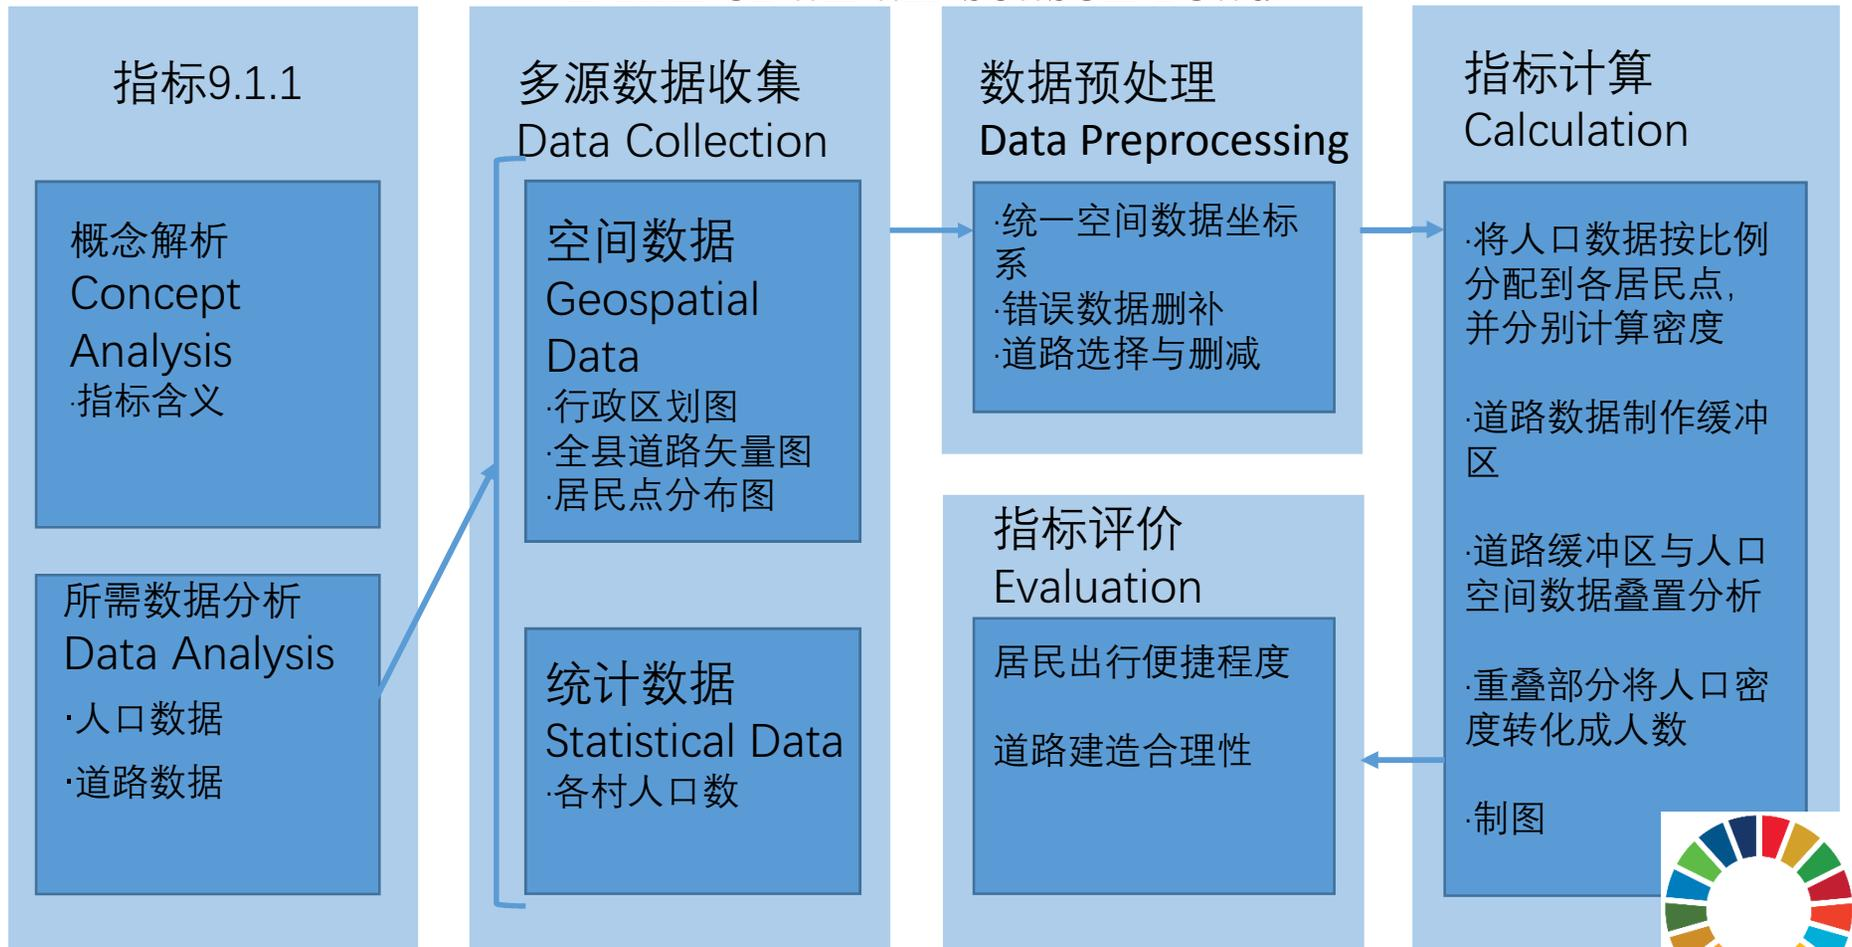 指标9.1.1
概念解析
Concept
Analysis
·指标含义
所需数据分析
Data Analysis
·人口数据
·道路数据
多源数据收集
Data Collection
空间数据
Geospatial
Data
·行政区划图
·全县道路矢量图
·居民点分布图
统计数据
Statistical Data
·各村人口数
数据预处理
Data Preprocessing
·统一空间数据坐标
系
·错误数据删补
·道路选择与删减
指标计算
Calculation
·将人口数据按比例
分配到各居民点,
并分别计算密度
·道路数据制作缓冲
区
·道路缓冲区与人口
空间数据叠置分析
·重叠部分将人口密
度转化成人数
·制图
指标评价
Evaluation
居民出行便捷程度
道路建造合理性